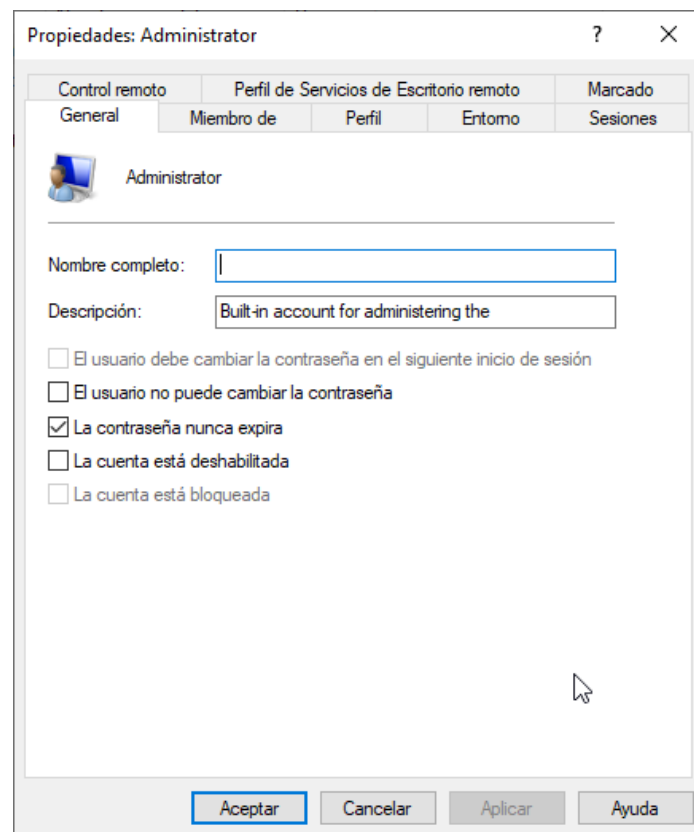 Propiedades: Administrator ?
Control remoto Perfil de Servicios de Escritorio remoto Marcado
General Miembro de Perfil Entorno Sesiones
Administrator
Nombre completo:
Descripción: Built-in account for administering the
El usuario debe cambiar la contraseña en el siguiente inicio de sesión
El usuario no puede cambiar la contraseña
La contraseña nunca expira
La cuenta está deshabilitada
La cuenta está bloqueada
Aceptar Cancelar Aplicar Ayuda